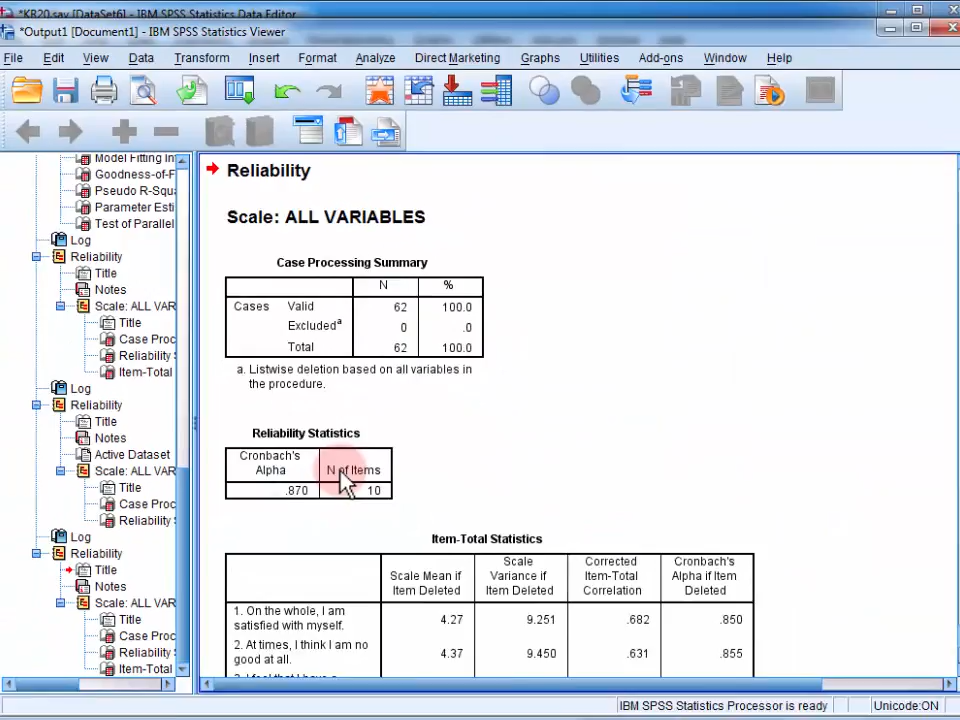 *KR20.sav [DataSet6] - IBM SPSS Statistics Data Editor
*Output1 [Document1] - IBM SPSS Statistics Viewer
File Edit View Data Transform Insert Format Analyze Direct Marketing Graphs Utilities Add-ons Window Help
Model Fitting In
Goodness-of-F
Pseudo R-Squa
Parameter Esti
Test of Parallel
Log
Reliability
Title
Notes
Scale: ALL VAR
Title
Case Proc
Reliability S
Item-Total
Log
Reliability
Title
Notes
Active Dataset
Scale: ALL VAR
Title
Case Proc
Reliability S
Log
Reliability
Title
Notes
Scale: ALL VAR
Title
Case Proc
Reliability S
Item-Total
Reliability
Scale: ALL VARIABLES
Case Processing Summary
N %
Cases Valid 62 100.0
Excludedᵃ 0 .0
Total 62 100.0
a. Listwise deletion based on all variables in
the procedure.
Reliability Statistics
Cronbach's
Alpha N of Items
.870 10
Item-Total Statistics
Scale Mean if
Item Deleted
Scale
Variance if
Item Deleted
Corrected
Item-Total
Correlation
Cronbach's
Alpha if Item
Deleted
1. On the whole, I am
satisfied with myself. 4.27 9.251 .682 .850
2. At times, I think I am no
good at all. 4.37 9.450 .631 .855
IBM SPSS Statistics Processor is ready Unicode:ON